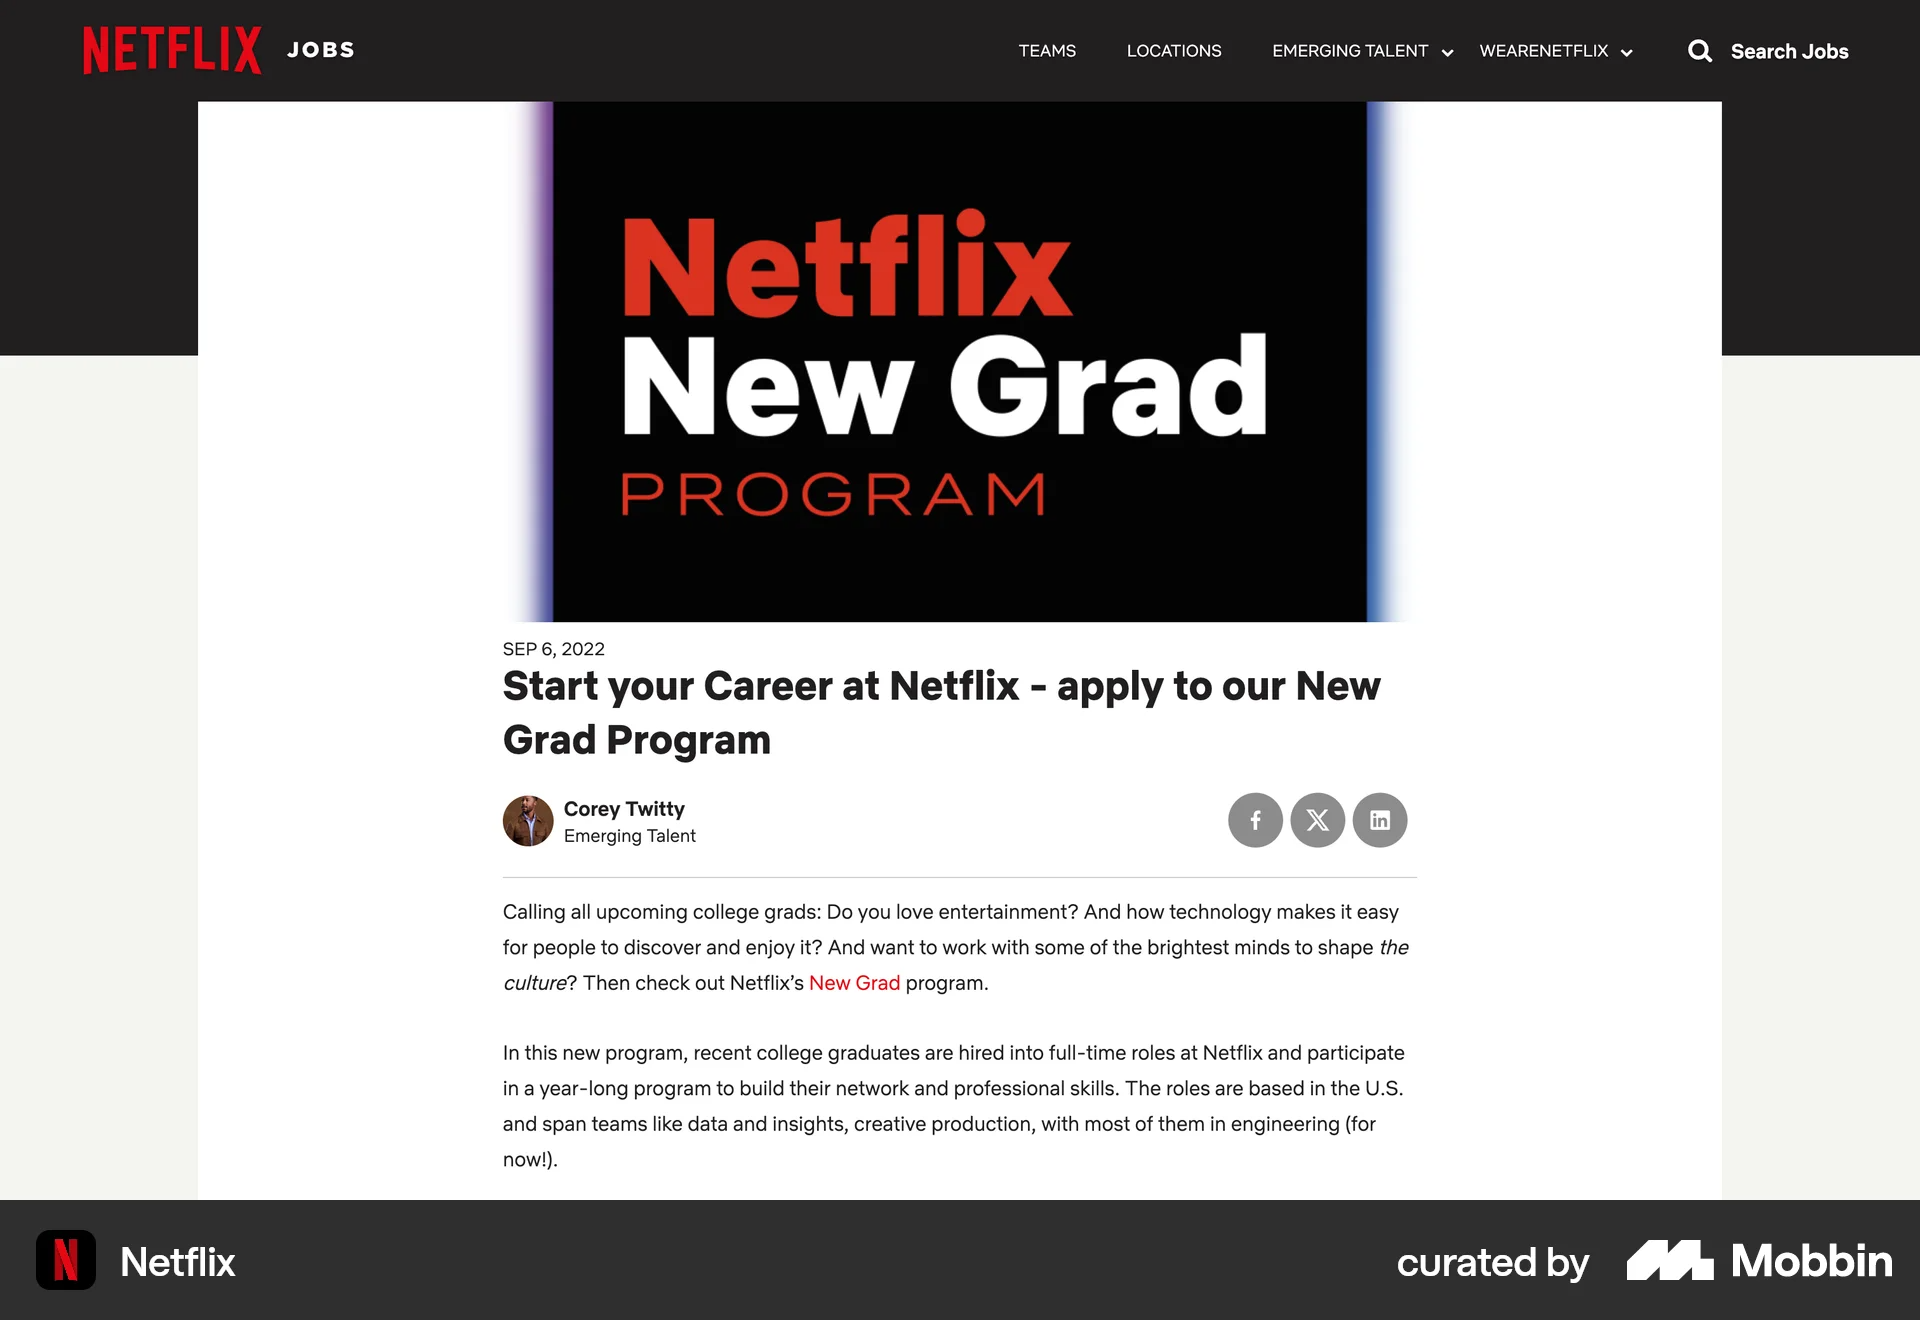 NETFLIX JOBS
TEAMS LOCATIONS EMERGING TALENT WEARENETFLIX Search Jobs
Netflix
New Grad
PROGRAM
SEP 6, 2022
Start your Career at Netflix - apply to our New
Grad Program
Corey Twitty
Emerging Talent
Calling all upcoming college grads: Do you love entertainment? And how technology makes it easy
for people to discover and enjoy it? And want to work with some of the brightest minds to shape the
culture? Then check out Netflix’s New Grad program.
In this new program, recent college graduates are hired into full-time roles at Netflix and participate
in a year-long program to build their network and professional skills. The roles are based in the U.S.
and span teams like data and insights, creative production, with most of them in engineering (for
now!).
Netflix
curated by Mobbin